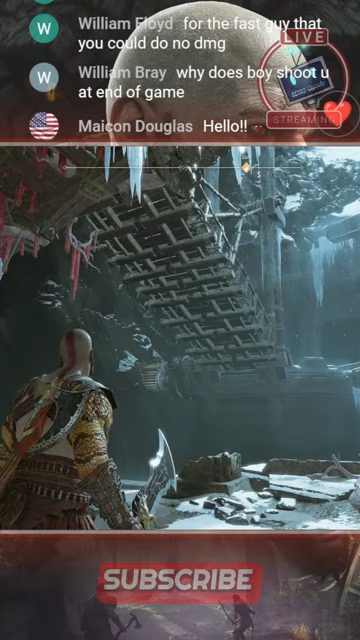 William Floyd for the fast guy that
you could do no dmg
William Bray why does boy shoot u
at end of game
Maicon Douglas Hello!!
LIVE
STREAMING
S
SUBSCRIBE